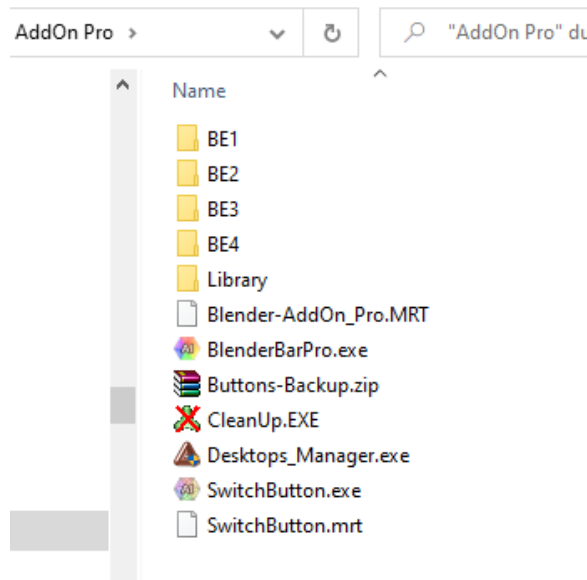 AddOn Pro
"AddOn Pro" du
Name
BE1
BE2
BE3
BE4
Library
Blender-AddOn_Pro.MRT
BlenderBarPro.exe
Buttons-Backup.zip
CleanUp.EXE
Desktops_Manager.exe
SwitchButton.exe
SwitchButton.mrt